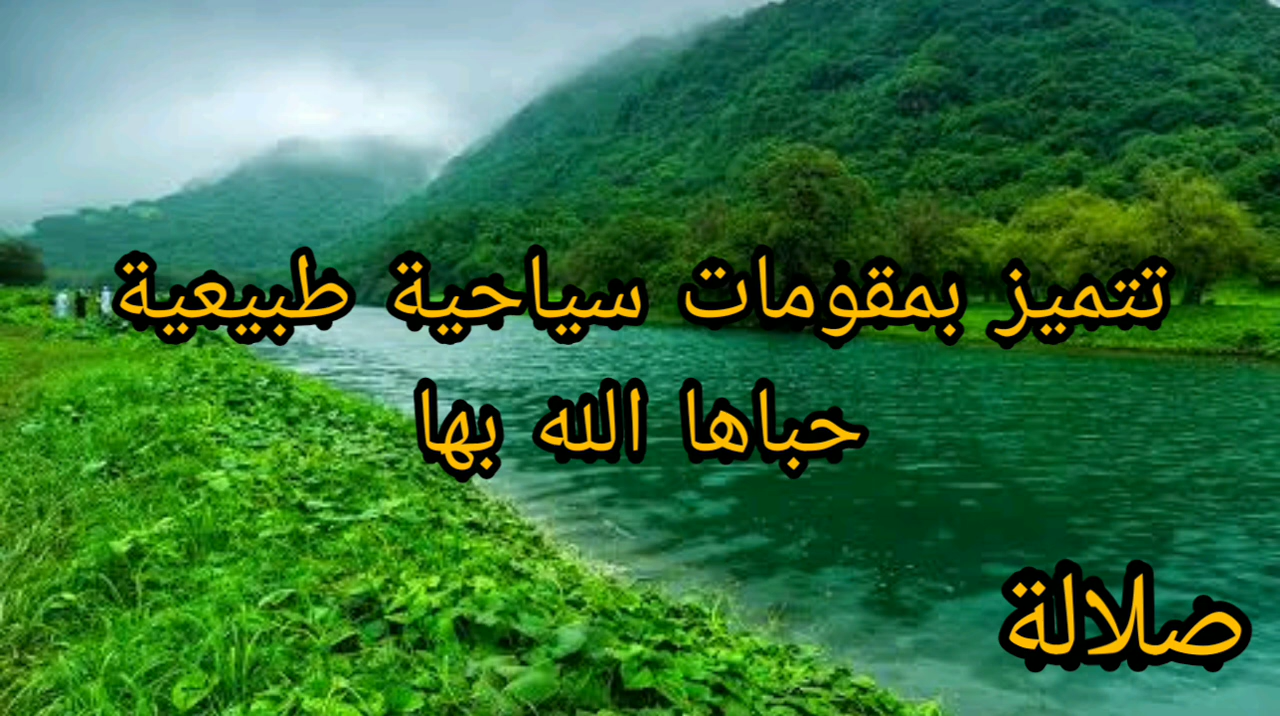 تتميز بمقومات سياحية طبيعية
حباها الله بها
صلالة